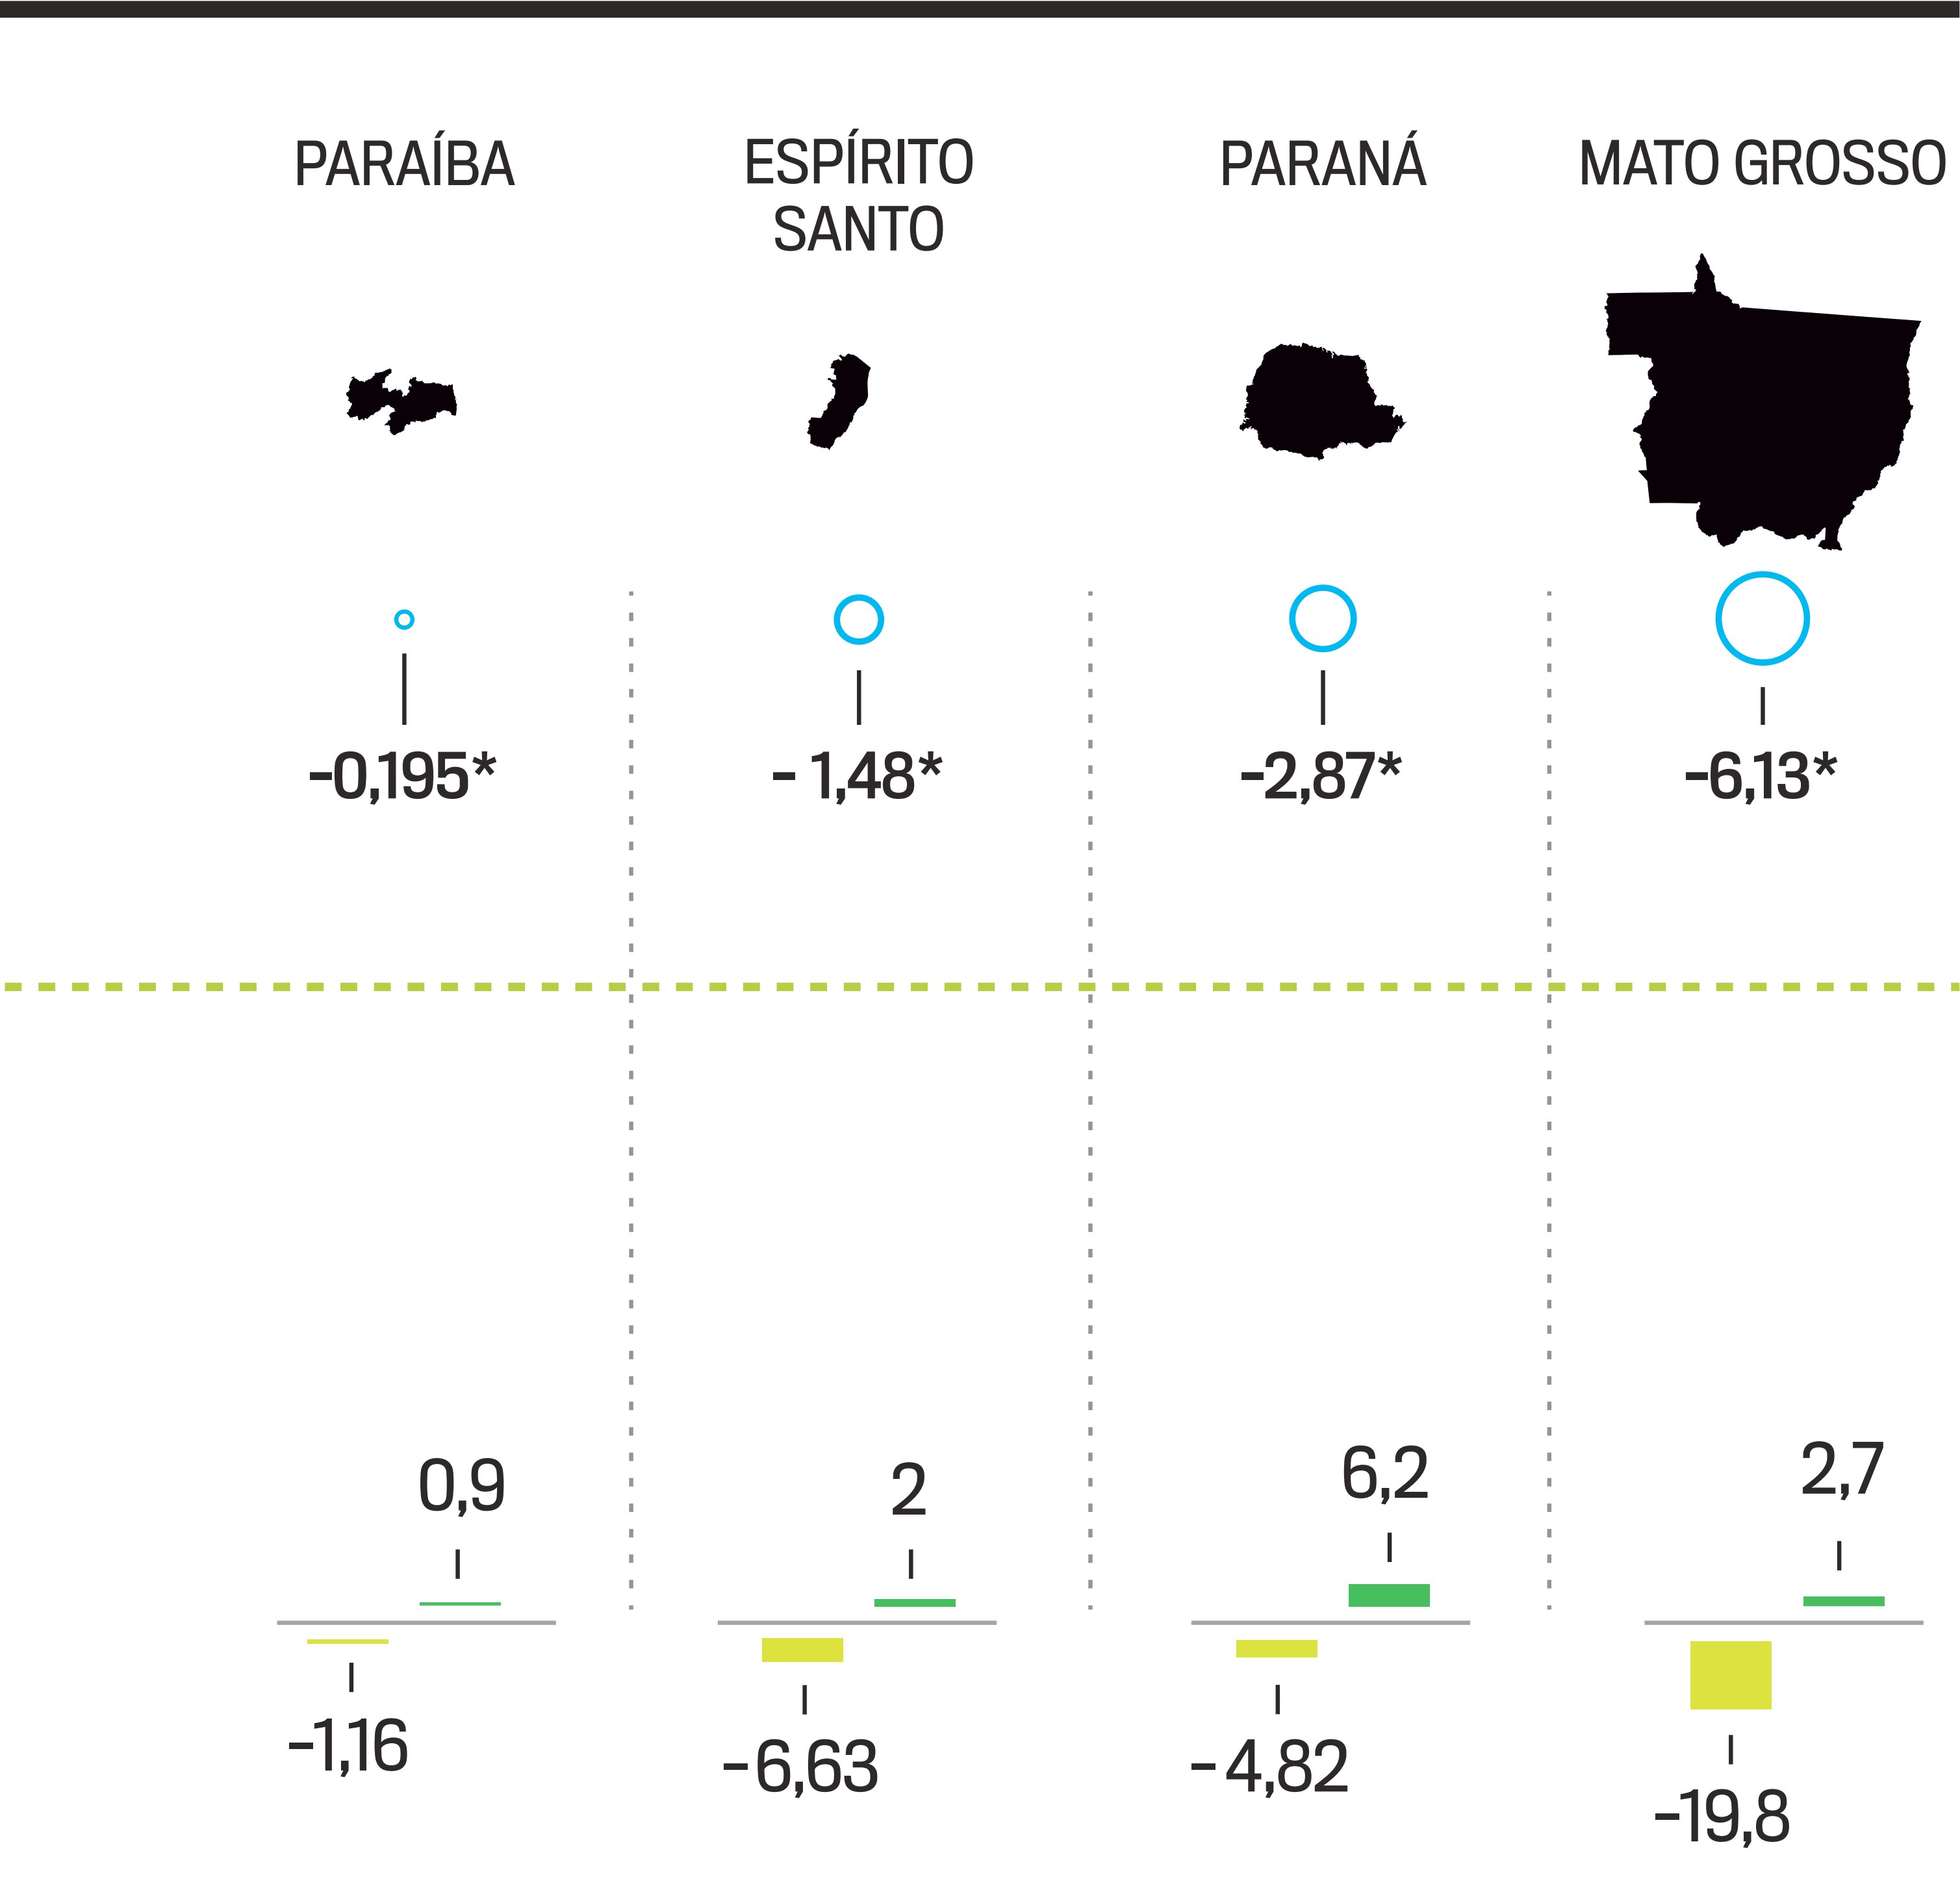 PARAÍBA
ESPÍRITO
SANTO
PARANÁ
MATO GROSSO
-0,195*
- 1,48*
-2,87*
-6,13*
0,9
2
6,2
2,7
-1,16
-6,63
-4,82
-19,8